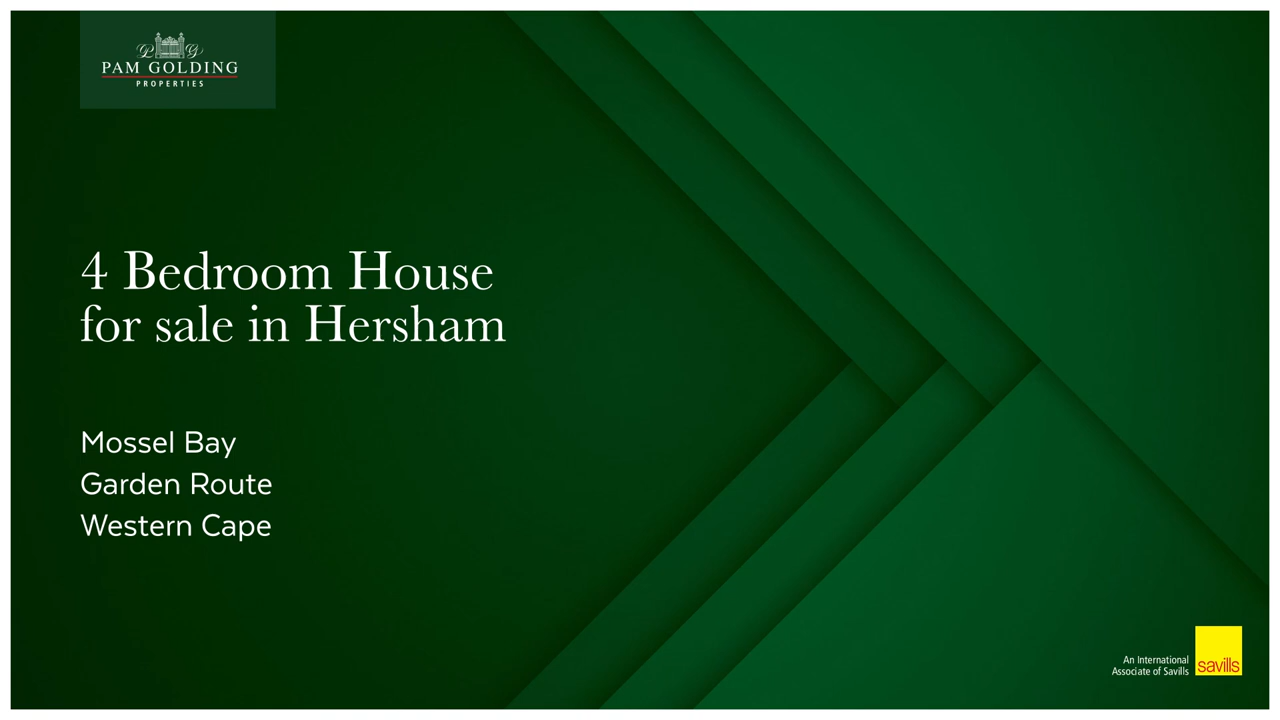 PAM GOLDING
PROPERTIES
4 Bedroom House
for sale in Hersham
Mossel Bay
Garden Route
Western Cape
An International
Associate of Savills
savills